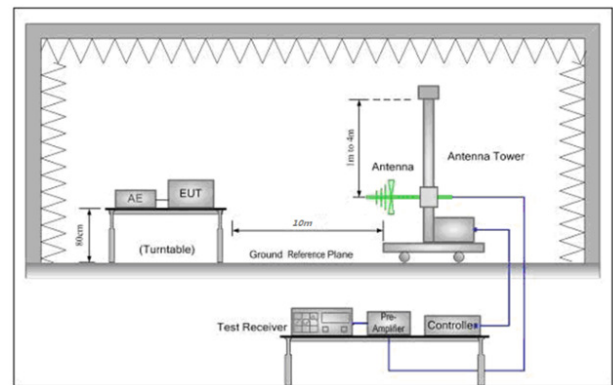 1m to 4m
Antenna
Antenna Tower
AE
EUT
80cm
(Turntable)
10m
Ground Reference Plane
Test Receiver
Pre-
Amplifier
Controller